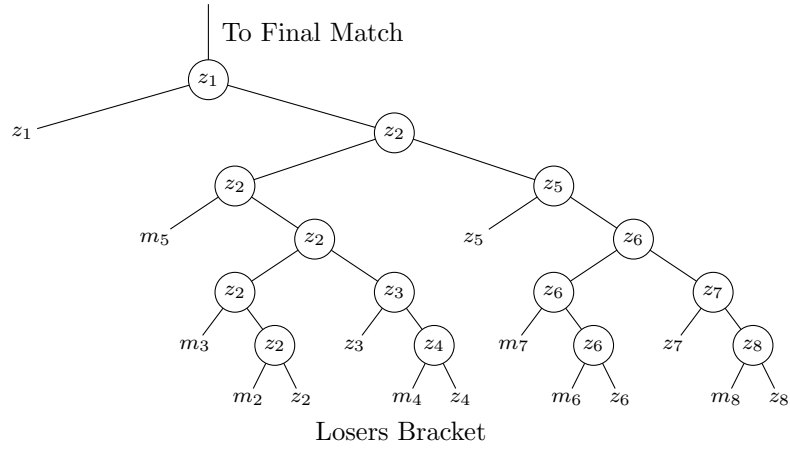 To Final Match
z₁
z₁ z₂
z₂ z₅
m₅ z₂ z₅ z₆
z₂ z₃ z₆ z₇
m₃ z₂ z₃ z₄ m₇ z₆ z₇ z₈
m₂ z₂ m₄ z₄ m₆ z₆ m₈ z₈
Losers Bracket